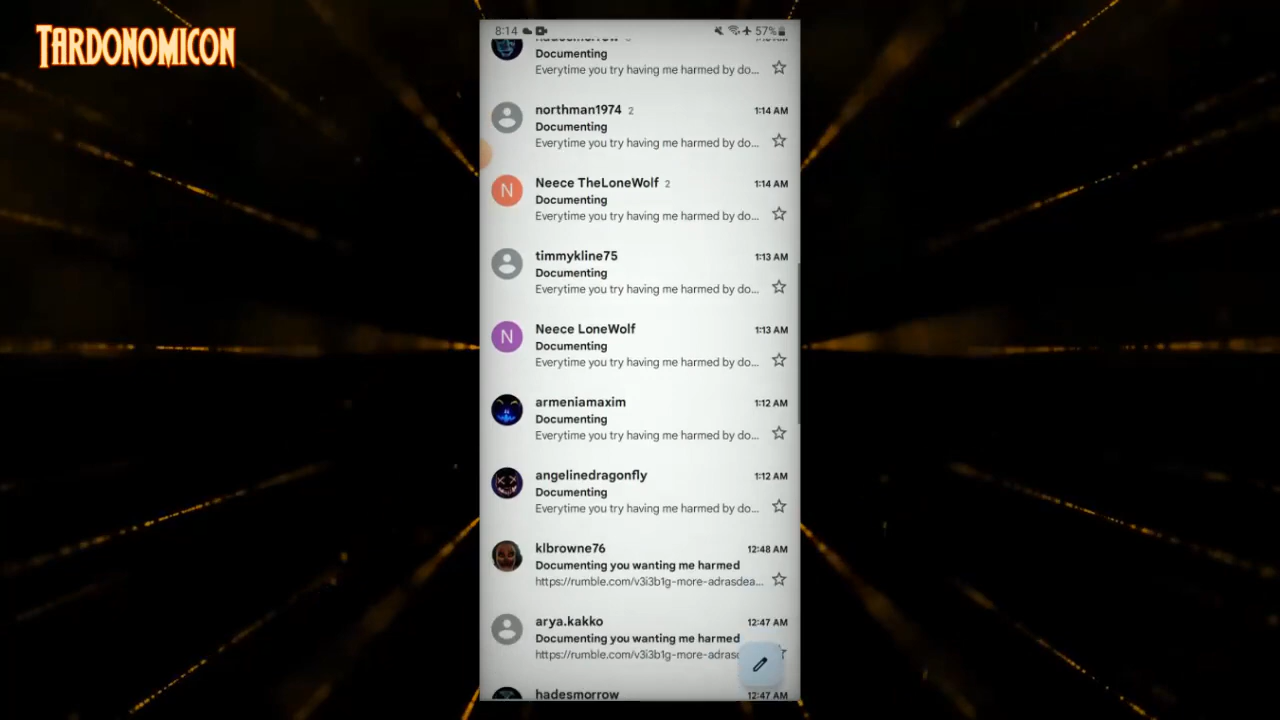 TARDONOMICON
8:14
57%
Documenting
Everytime you try having me harmed by do...
northman1974 2
1:14 AM
Documenting
Everytime you try having me harmed by do...
N
Neece TheLoneWolf 2
1:14 AM
Documenting
Everytime you try having me harmed by do...
timmykline75
1:13 AM
Documenting
Everytime you try having me harmed by do...
N
Neece LoneWolf
1:13 AM
Documenting
Everytime you try having me harmed by do...
armeniamaxim
1:12 AM
Documenting
Everytime you try having me harmed by do...
angelinedragonfly
1:12 AM
Documenting
Everytime you try having me harmed by do...
klbrowne76
12:48 AM
Documenting you wanting me harmed
https://rumble.com/v3i3b1g-more-adrasdea...
arya.kakko
12:47 AM
Documenting you wanting me harmed
https://rumble.com/v3i3b1g-more-adrasd
hadesmorrow
12:47 AM